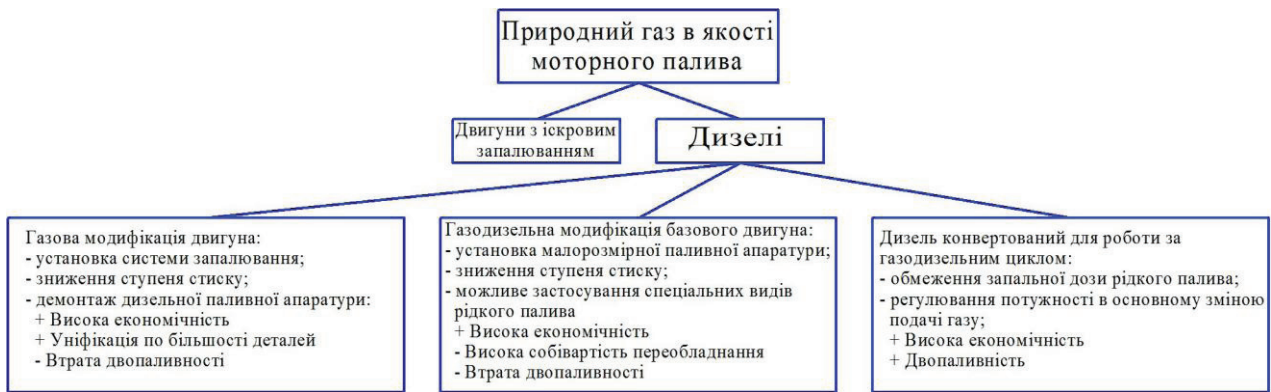 Природний газ в якості
моторного палива
Двигуни з іскровим
запалюванням
Дизелі
Газова модифікація двигуна:
- установка системи запалювання;
- зниження ступеня стиску;
- демонтаж дизельної паливної апаратури:
+ Висока економічність
+ Уніфікація по більшості деталей
- Втрата двопаливності
Газодизельна модифікація базового двигуна:
- установка малорозмірної паливної апаратури;
- зниження ступеня стиску;
- можливе застосування спеціальних видів
рідкого палива
+ Висока економічність
- Висока собівартість переобладнання
- Втрата двопаливності
Дизель конвертований для роботи за
газодизельним циклом:
- обмеження запальної дози рідкого палива;
- регулювання потужності в основному зміною
подачі газу;
+ Висока економічність
+ Двопаливність